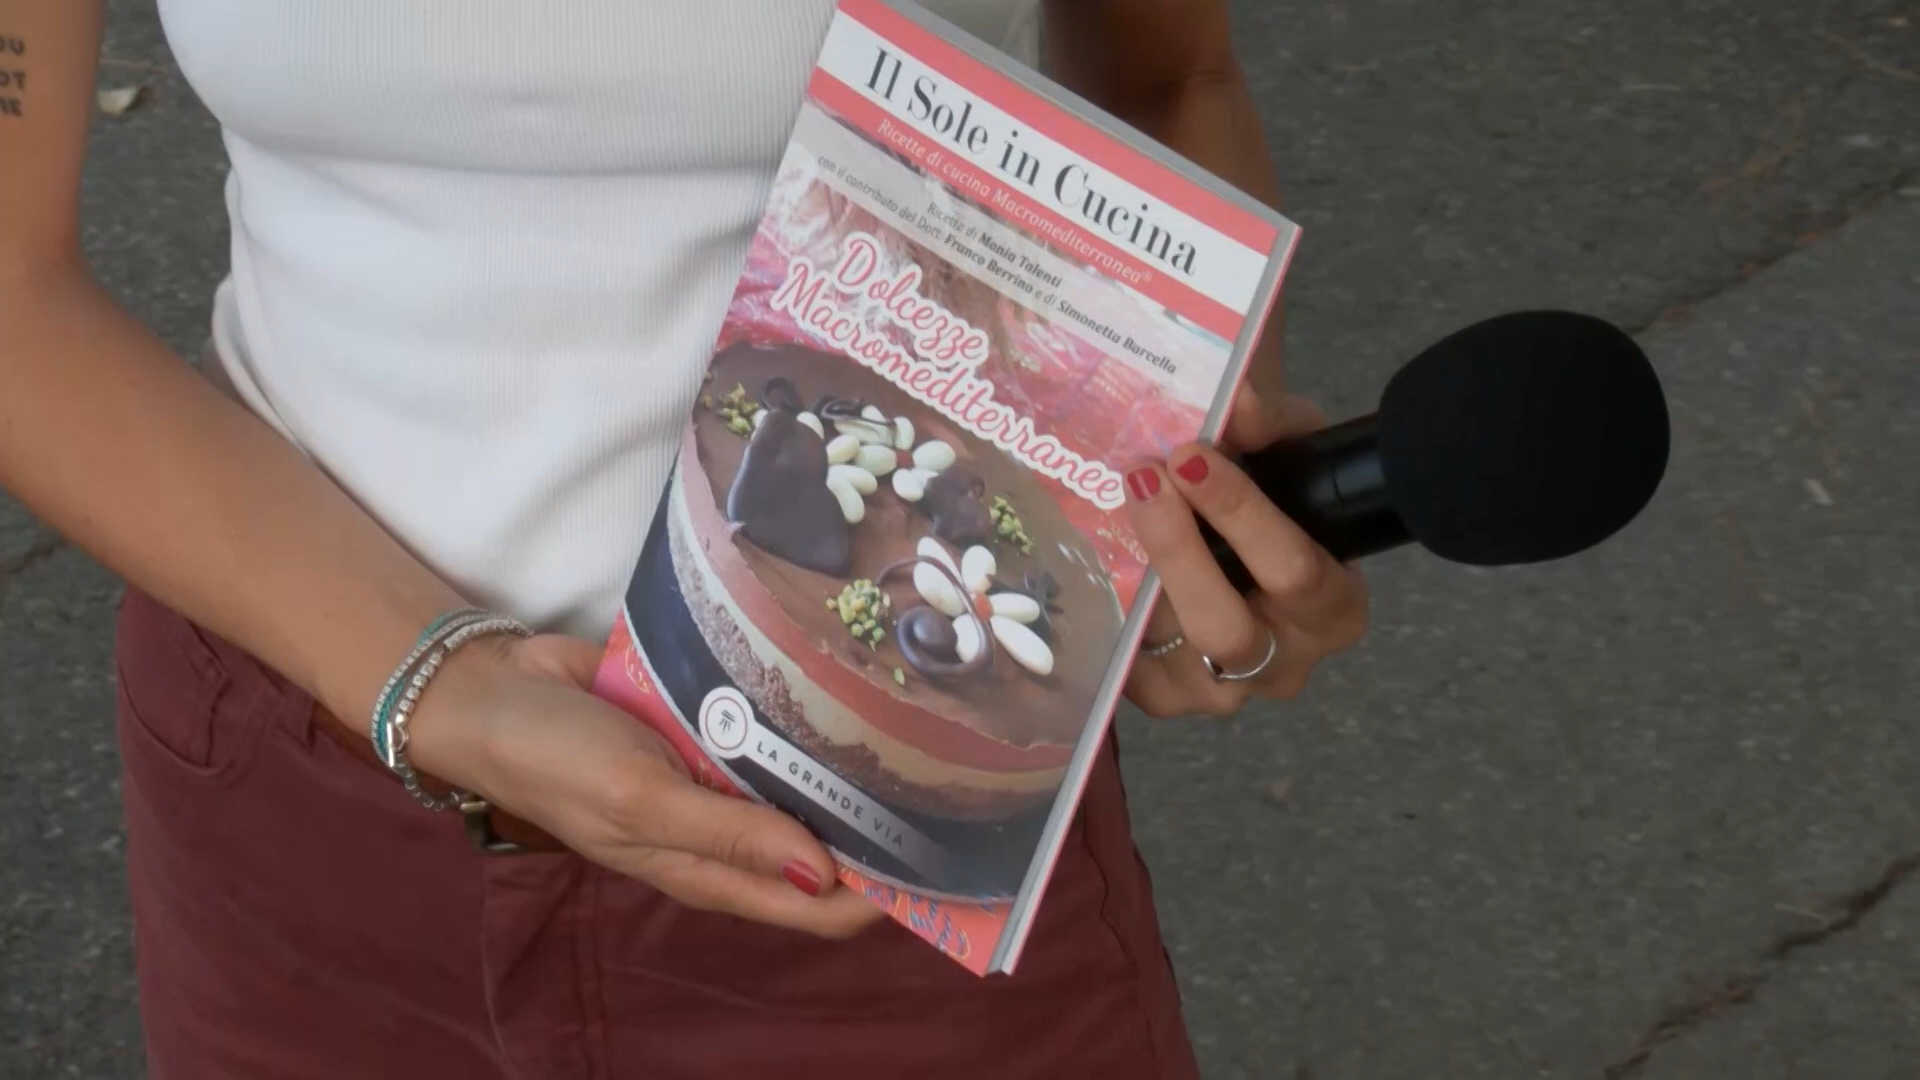 Il Sole in Cucina
Ricette di cucina Macromediterranea®
Ricette di Monia Talenti
con il contributo del Dott. Franco Berrino e di Simonetta Barcella
Dolcezze
Macromediterranee
LA GRANDE VIA